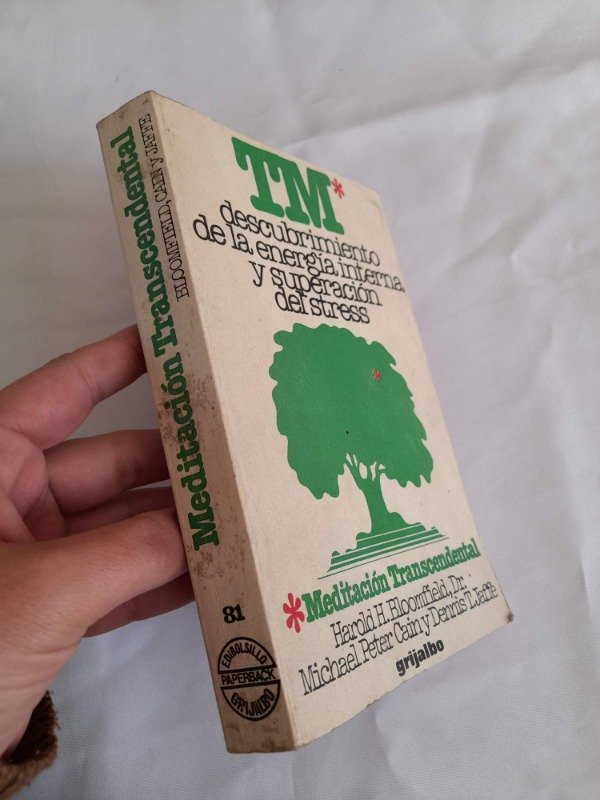 Meditación Transcendental
BLOOMFIELD, CAIN Y JAFFE
81
EDIBOLSILLO
PAPERBACK
GRIJALBO
TM*
descubrimiento
de la energía interna
y superación
del stress
*
*Meditación Transcendental
Harold H. Bloomfield, Dr.
Michael Peter Cain y Dennis T. Jaffe
grijalbo